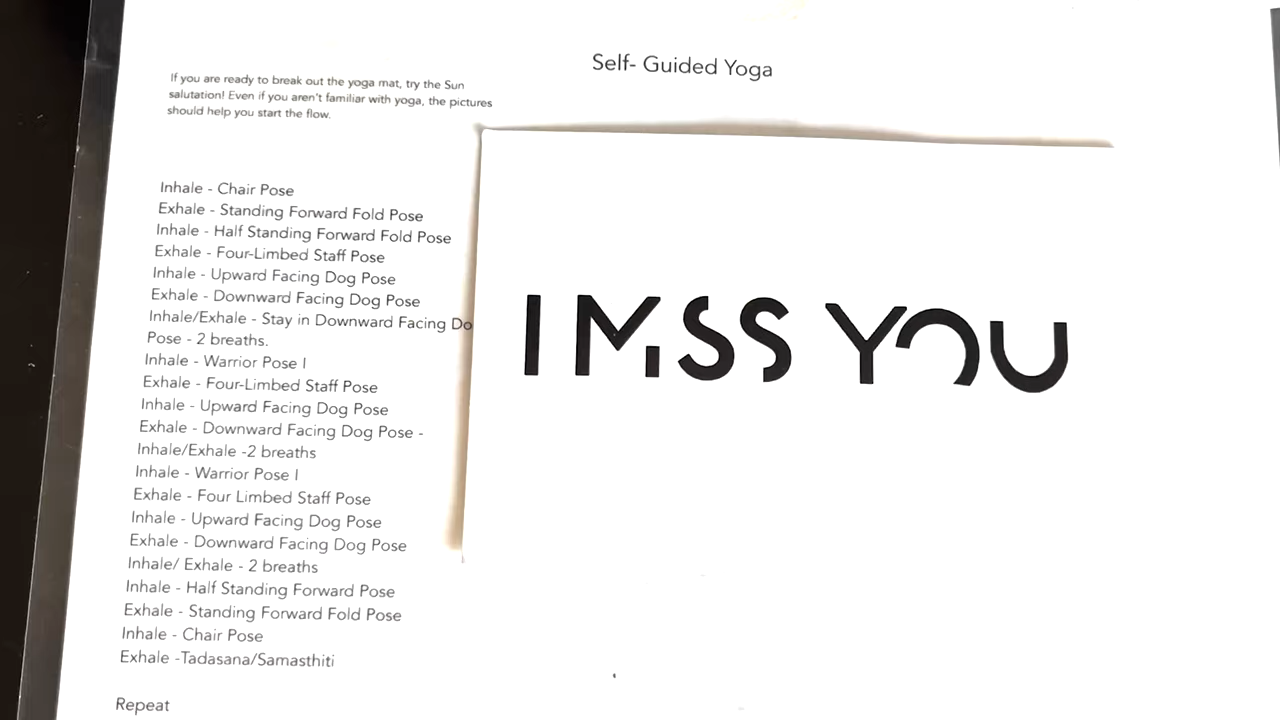 Self- Guided Yoga
If you are ready to break out the yoga mat, try the Sun
salutation! Even if you aren't familiar with yoga, the pictures
should help you start the flow.
Inhale - Chair Pose
Exhale - Standing Forward Fold Pose
Inhale - Half Standing Forward Fold Pose
Exhale - Four-Limbed Staff Pose
Inhale - Upward Facing Dog Pose
Exhale - Downward Facing Dog Pose
Inhale/Exhale - Stay in Downward Facing Do
Pose - 2 breaths.
Inhale - Warrior Pose I
Exhale - Four-Limbed Staff Pose
Inhale - Upward Facing Dog Pose
Exhale - Downward Facing Dog Pose -
Inhale/Exhale -2 breaths
Inhale - Warrior Pose I
Exhale - Four Limbed Staff Pose
Inhale - Upward Facing Dog Pose
Exhale - Downward Facing Dog Pose
Inhale/ Exhale - 2 breaths
Inhale - Half Standing Forward Pose
Exhale - Standing Forward Fold Pose
Inhale - Chair Pose
Exhale -Tadasana/Samasthiti
Repeat
I MISS YOU